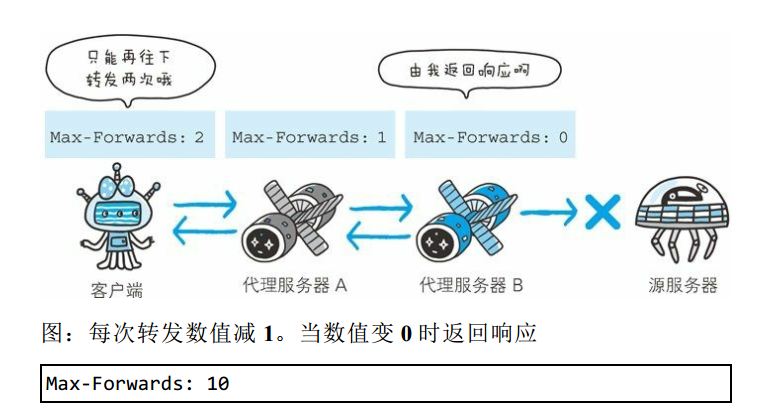 只能再往下
转发两次哦
由我返回响应啊
Max-Forwards: 2
Max-Forwards: 1
Max-Forwards: 0
客户端
代理服务器 A
代理服务器 B
源服务器
图：每次转发数值减 1。当数值变 0 时返回响应
Max-Forwards: 10